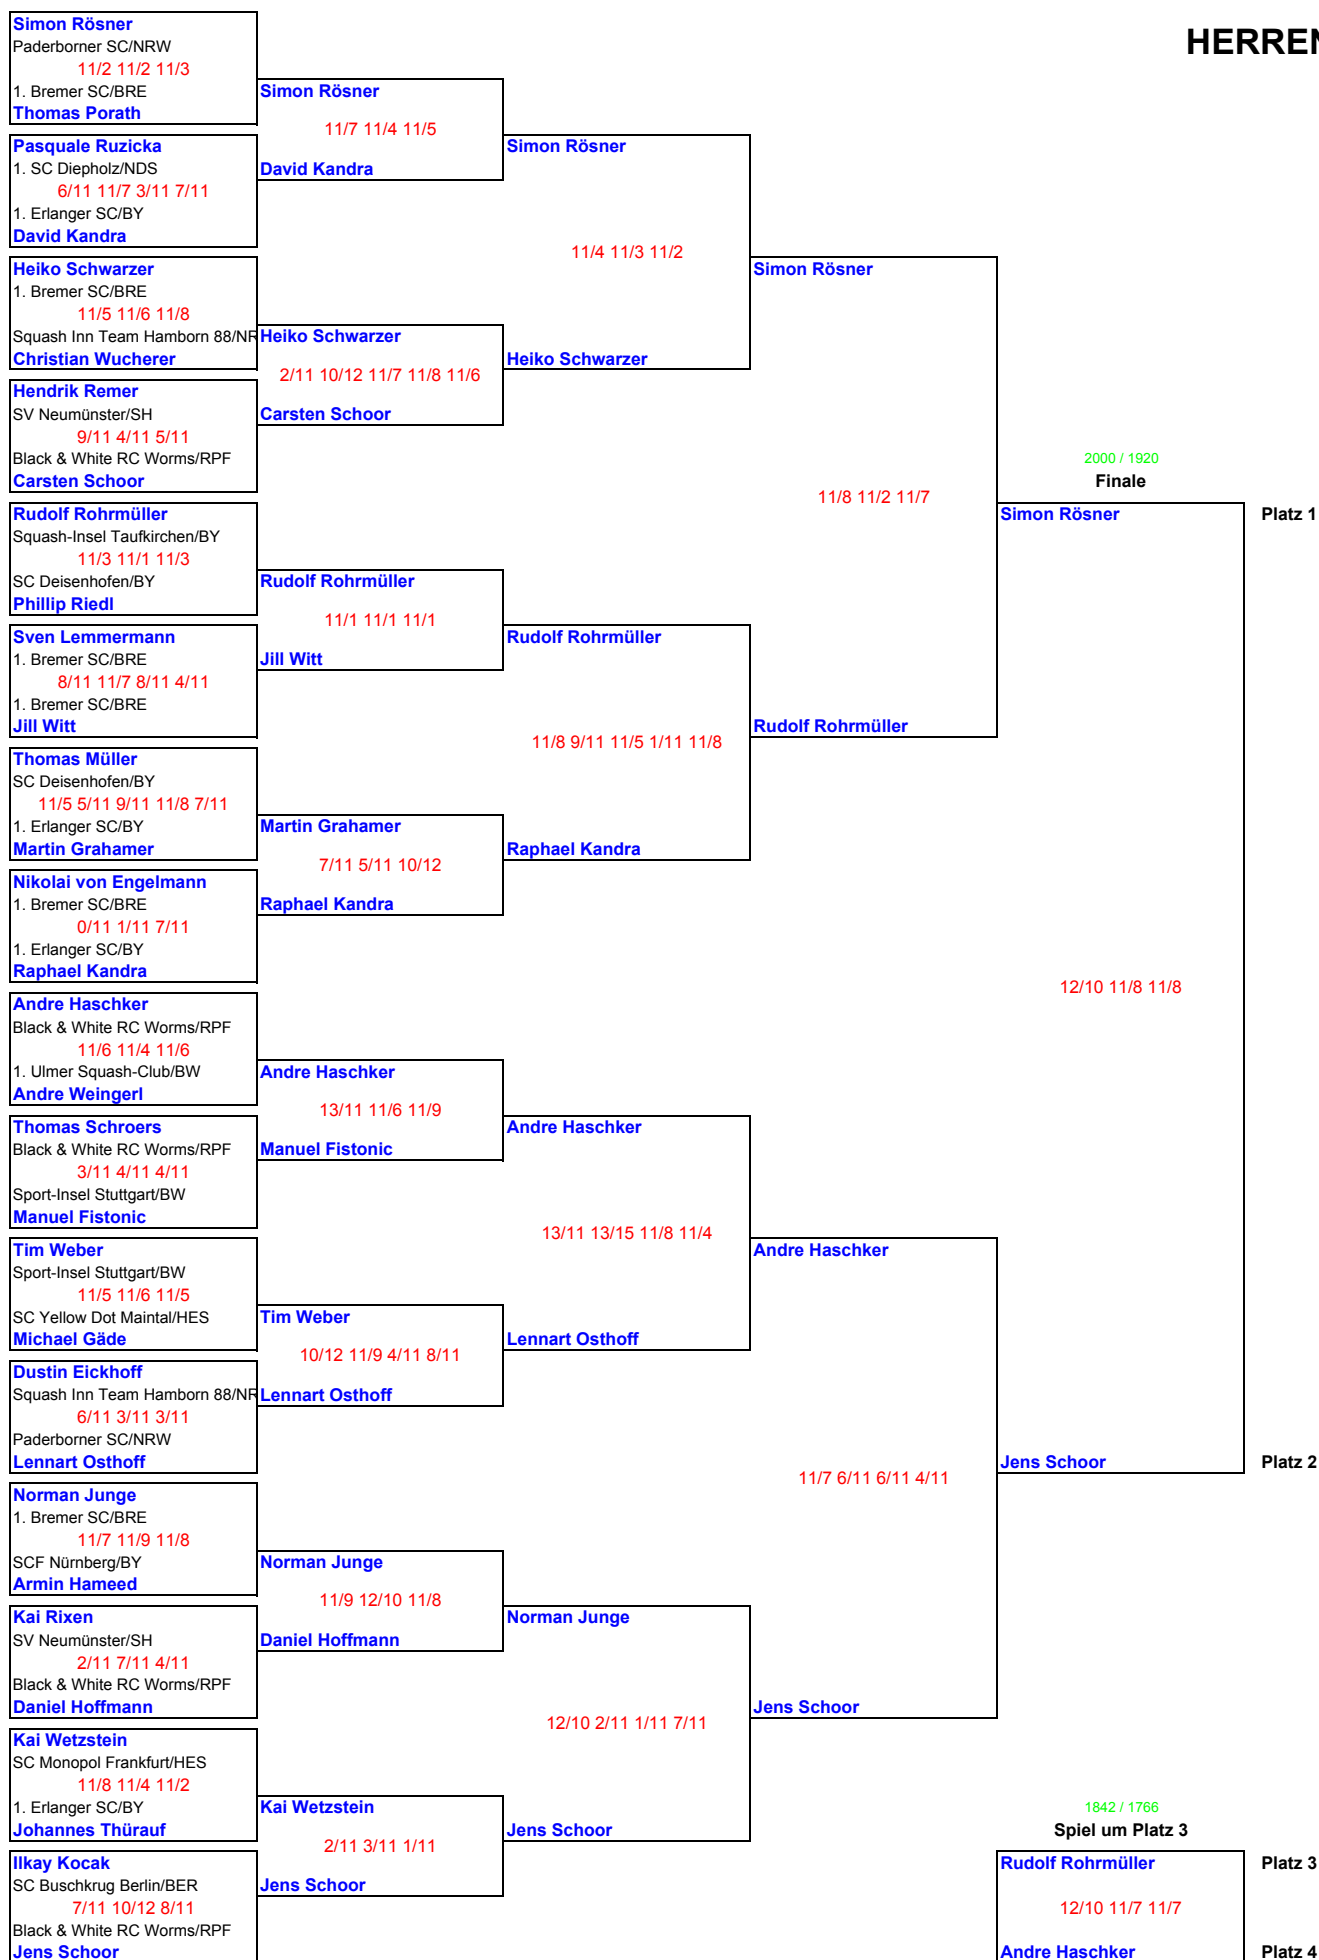 HERREN
Simon Rösner
Paderborner SC/NRW
11/2 11/2 11/3
1. Bremer SC/BRE
Thomas Porath
Pasquale Ruzicka
1. SC Diepholz/NDS
6/11 11/7 3/11 7/11
1. Erlanger SC/BY
David Kandra
Heiko Schwarzer
1. Bremer SC/BRE
11/5 11/6 11/8
Squash Inn Team Hamborn 88/NR
Christian Wucherer
Hendrik Remer
SV Neumünster/SH
9/11 4/11 5/11
Black & White RC Worms/RPF
Carsten Schoor
Rudolf Rohrmüller
Squash-Insel Taufkirchen/BY
11/3 11/1 11/3
SC Deisenhofen/BY
Phillip Riedl
Sven Lemmermann
1. Bremer SC/BRE
8/11 11/7 8/11 4/11
1. Bremer SC/BRE
Jill Witt
Thomas Müller
SC Deisenhofen/BY
11/5 5/11 9/11 11/8 7/11
1. Erlanger SC/BY
Martin Grahamer
Nikolai von Engelmann
1. Bremer SC/BRE
0/11 1/11 7/11
1. Erlanger SC/BY
Raphael Kandra
Andre Haschker
Black & White RC Worms/RPF
11/6 11/4 11/6
1. Ulmer Squash-Club/BW
Andre Weingerl
Thomas Schroers
Black & White RC Worms/RPF
3/11 4/11 4/11
Sport-Insel Stuttgart/BW
Manuel Fistonic
Tim Weber
Sport-Insel Stuttgart/BW
11/5 11/6 11/5
SC Yellow Dot Maintal/HES
Michael Gäde
Dustin Eickhoff
Squash Inn Team Hamborn 88/NR
6/11 3/11 3/11
Paderborner SC/NRW
Lennart Osthoff
Norman Junge
1. Bremer SC/BRE
11/7 11/9 11/8
SCF Nürnberg/BY
Armin Hameed
Kai Rixen
SV Neumünster/SH
2/11 7/11 4/11
Black & White RC Worms/RPF
Daniel Hoffmann
Kai Wetzstein
SC Monopol Frankfurt/HES
11/8 11/4 11/2
1. Erlanger SC/BY
Johannes Thürauf
Ilkay Kocak
SC Buschkrug Berlin/BER
7/11 10/12 8/11
Black & White RC Worms/RPF
Jens Schoor
Simon Rösner
11/7 11/4 11/5
David Kandra
Heiko Schwarzer
2/11 10/12 11/7 11/8 11/6
Carsten Schoor
Rudolf Rohrmüller
11/1 11/1 11/1
Jill Witt
Martin Grahamer
7/11 5/11 10/12
Raphael Kandra
Andre Haschker
13/11 11/6 11/9
Manuel Fistonic
Tim Weber
10/12 11/9 4/11 8/11
Lennart Osthoff
Norman Junge
11/9 12/10 11/8
Daniel Hoffmann
Kai Wetzstein
2/11 3/11 1/11
Jens Schoor
Simon Rösner
11/4 11/3 11/2
Heiko Schwarzer
Rudolf Rohrmüller
11/8 9/11 11/5 1/11 11/8
Raphael Kandra
Andre Haschker
13/11 13/15 11/8 11/4
Lennart Osthoff
Norman Junge
12/10 2/11 1/11 7/11
Jens Schoor
Simon Rösner
11/8 11/2 11/7
Rudolf Rohrmüller
Andre Haschker
11/7 6/11 6/11 4/11
Jens Schoor
2000 / 1920
Finale
Simon Rösner Platz 1
12/10 11/8 11/8
Jens Schoor Platz 2
1842 / 1766
Spiel um Platz 3
Rudolf Rohrmüller Platz 3
12/10 11/7 11/7
Andre Haschker Platz 4